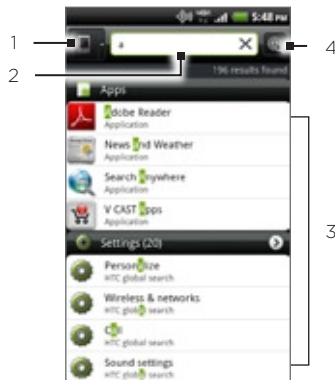 5:48 PM
1
a
4
2
196 results found
Apps
Adobe Reader
Application
News and Weather
Application
Search Anywhere
Application
V CAST Apps
Application
3
Settings (20)
Personalize
HTC global search
Wireless & networks
HTC global search
Call
HTC global search
Sound settings
HTC global search